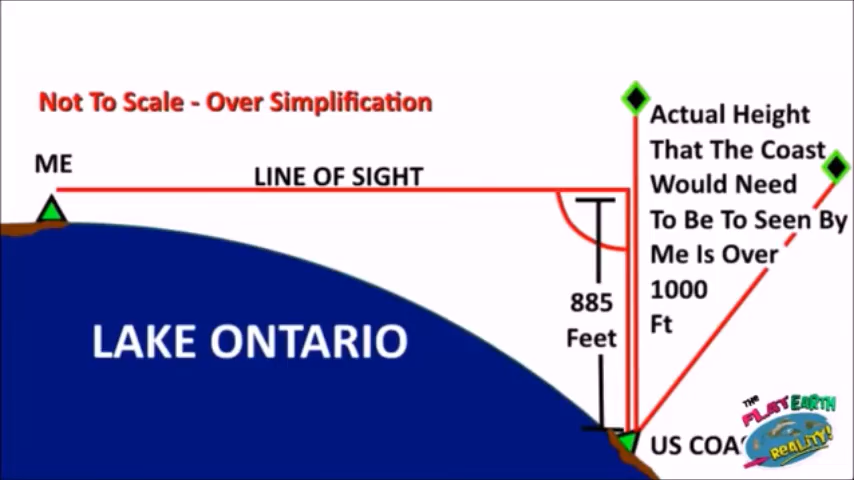 Not To Scale - Over Simplification
ME
LINE OF SIGHT
Actual Height
That The Coast
Would Need
To Be To Seen By
Me Is Over
1000
Ft
885
Feet
LAKE ONTARIO
US
THE
FLAT EARTH
REALITY!